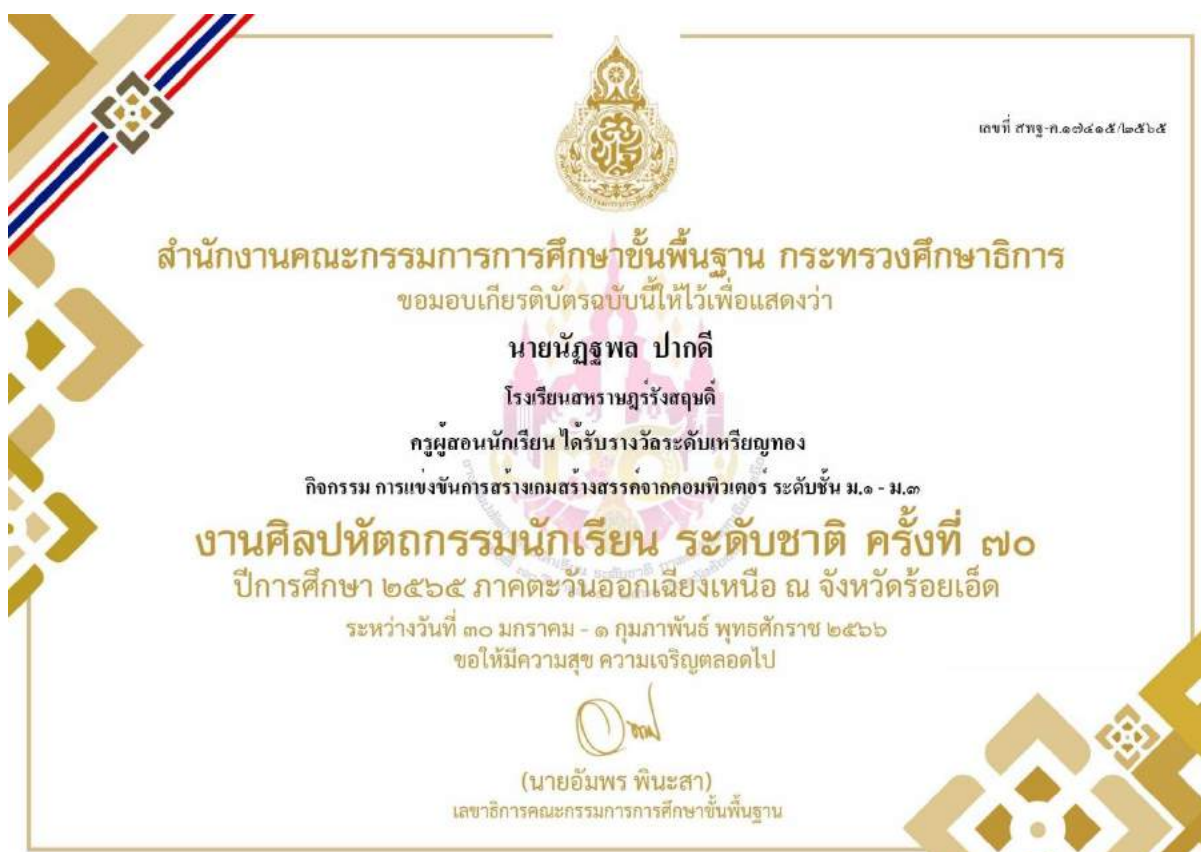 เลขที่ สพฐ-ค.๑๗๔๑๕/๒๕๖๕
สำนักงานคณะกรรมการการศึกษาขั้นพื้นฐาน กระทรวงศึกษาธิการ
ขอมอบเกียรติบัตรฉบับนี้ให้ไว้เพื่อแสดงว่า
นายนัฏฐพล ปากดี
โรงเรียนสหราษฎร์รังสฤษดิ์
ครูผู้สอนนักเรียน ได้รับรางวัลระดับเหรียญทอง
กิจกรรม การแข่งขันการสร้างเกมสร้างสรรค์จากคอมพิวเตอร์ ระดับชั้น ม.๑ - ม.๓
งานศิลปหัตถกรรมนักเรียน ระดับชาติ ครั้งที่ ๗๐
ปีการศึกษา ๒๕๖๕ ภาคตะวันออกเฉียงเหนือ ณ จังหวัดร้อยเอ็ด
ระหว่างวันที่ ๓๐ มกราคม - ๑ กุมภาพันธ์ พุทธศักราช ๒๕๖๖
ขอให้มีความสุข ความเจริญตลอดไป
(นายอัมพร พินะสา)
เลขาธิการคณะกรรมการการศึกษาขั้นพื้นฐาน